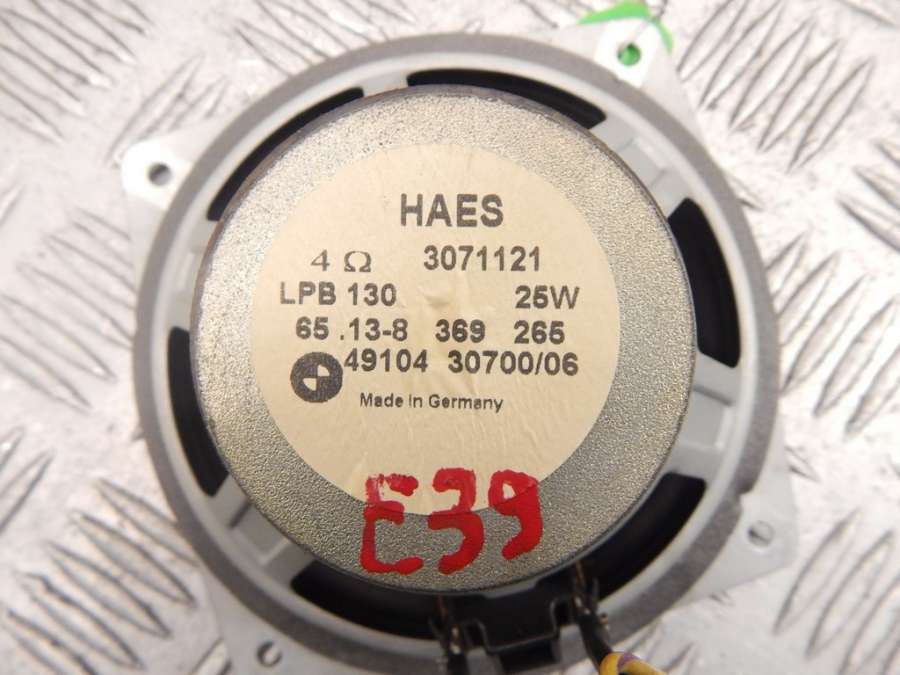 HAES
4 Ω 3071121
LPB 130 25W
65 .13-8 369 265
49104 30700/06
Made in Germany
E39